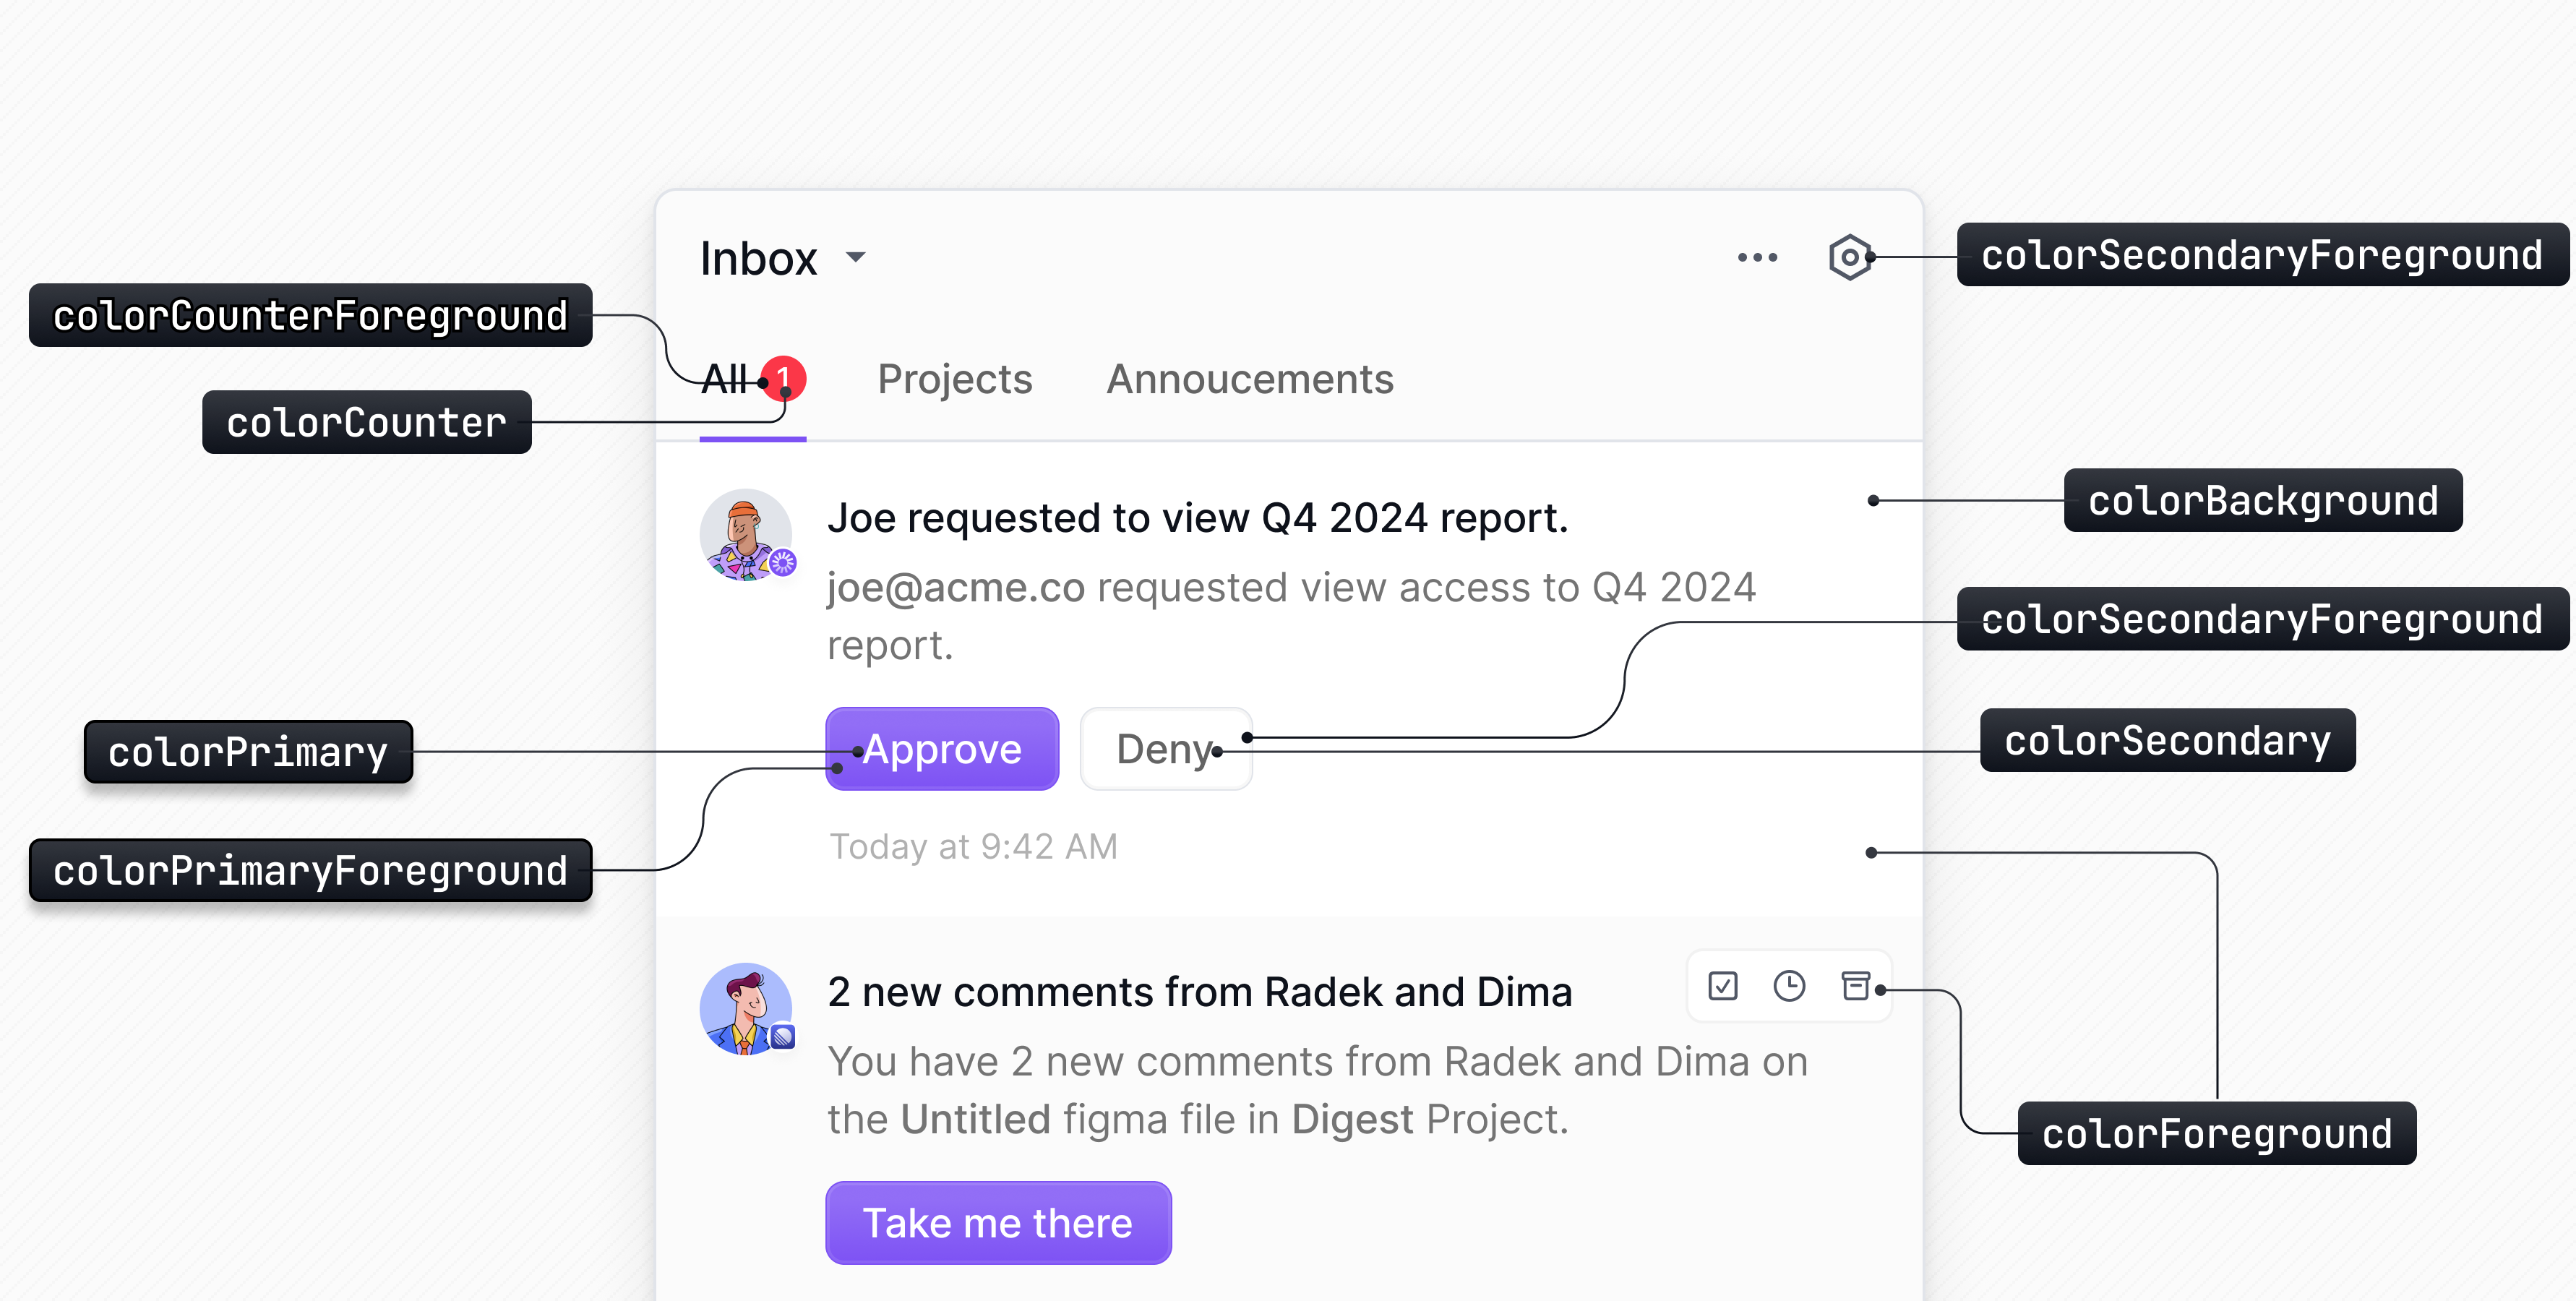 Inbox
colorSecondaryForeground
colorCounterForeground
All 1 Projects Annoucements
colorCounter
colorBackground
Joe requested to view Q4 2024 report.
joe@acme.co requested view access to Q4 2024
report.
colorSecondaryForeground
colorPrimary
Approve Deny
colorSecondary
colorPrimaryForeground
Today at 9:42 AM
2 new comments from Radek and Dima
You have 2 new comments from Radek and Dima on
the Untitled figma file in Digest Project.
colorForeground
Take me there